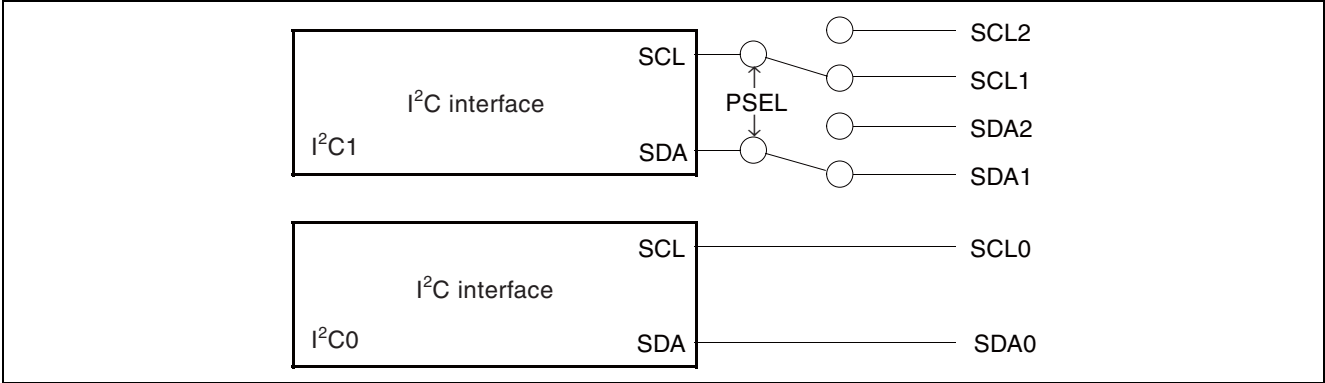 SCL
I²C interface
I²C1
SDA
PSEL
SCL2
SCL1
SDA2
SDA1
SCL
I²C interface
I²C0
SDA
SCL0
SDA0